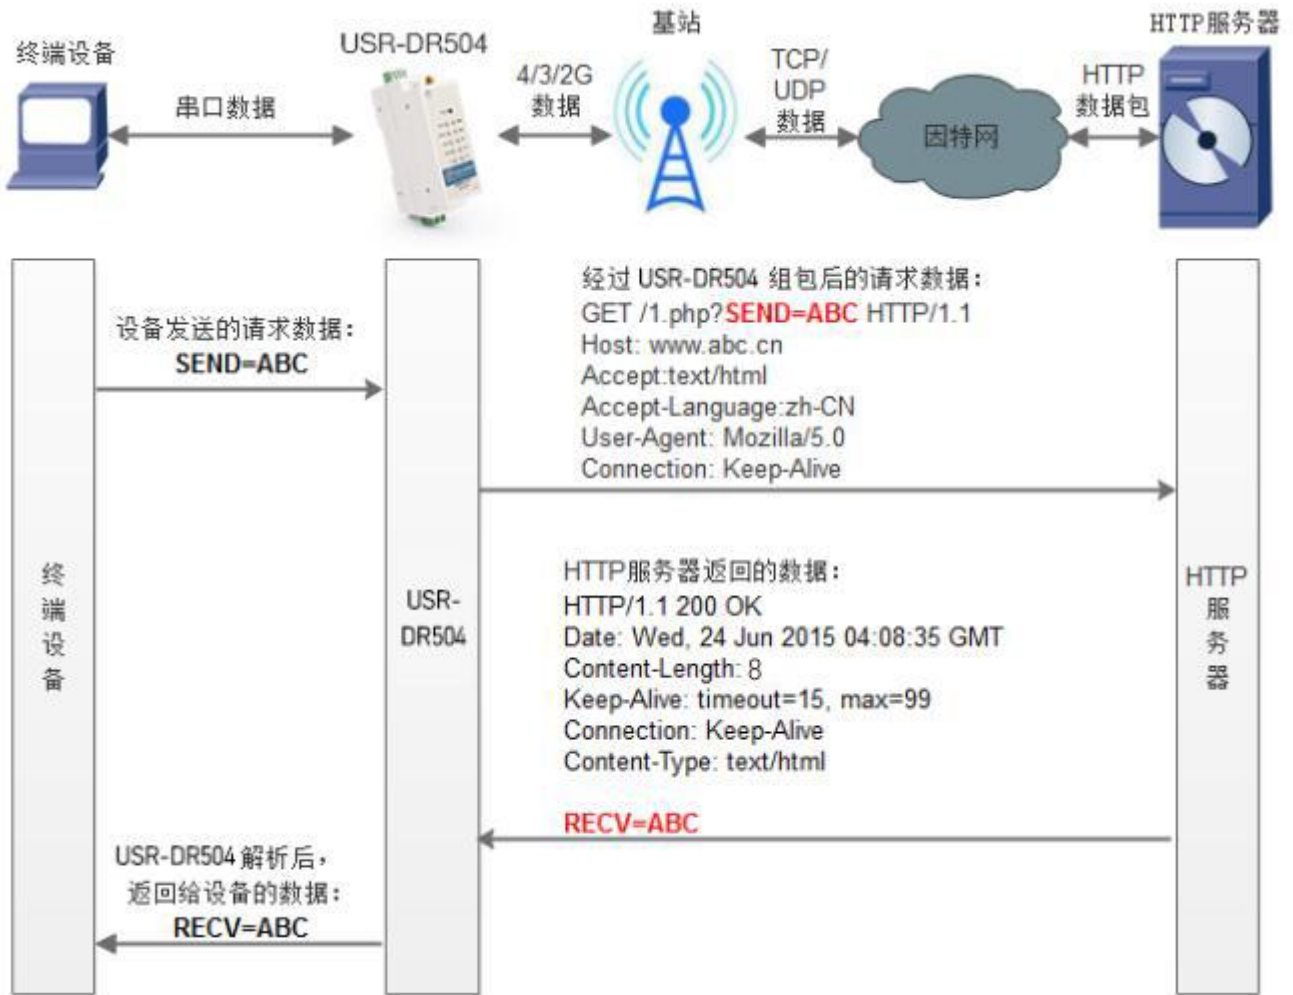 终端设备
USR-DR504
基站
HTTP服务器
串口数据
4/3/2G
数据
TCP/
UDP
数据
因特网
HTTP
数据包
设备发送的请求数据：
SEND=ABC
经过 USR-DR504 组包后的请求数据：
GET /1.php?SEND=ABC HTTP/1.1
Host: www.abc.cn
Accept:text/html
Accept-Language:zh-CN
User-Agent: Mozilla/5.0
Connection: Keep-Alive
终
端
设
备
USR-
DR504
HTTP
服
务
器
HTTP服务器返回的数据：
HTTP/1.1 200 OK
Date: Wed, 24 Jun 2015 04:08:35 GMT
Content-Length: 8
Keep-Alive: timeout=15, max=99
Connection: Keep-Alive
Content-Type: text/html
RECV=ABC
USR-DR504 解析后，
返回给设备的数据：
RECV=ABC